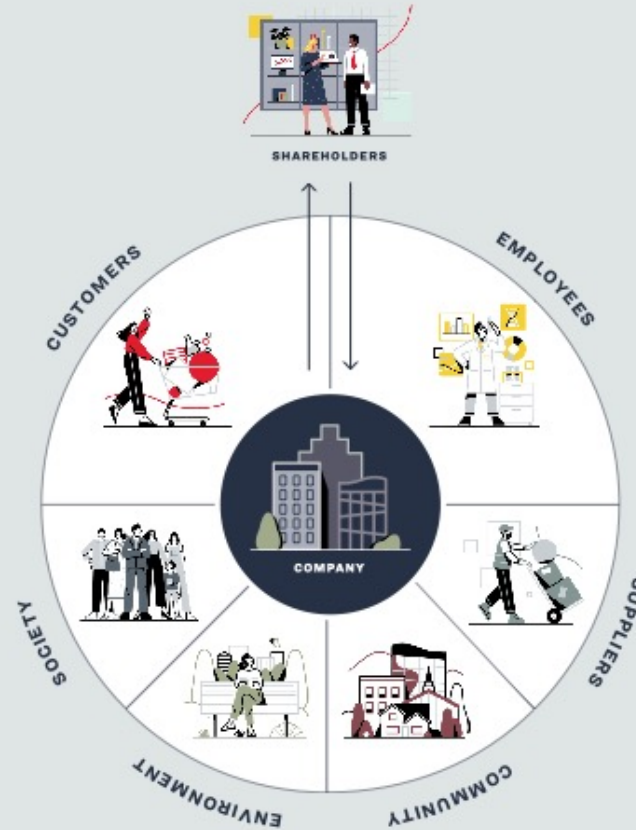 SHAREHOLDERS
CUSTOMERS
EMPLOYEES
COMPANY
SOCIETY
SUPPLIERS
ENVIRONMENT
COMMUNITY